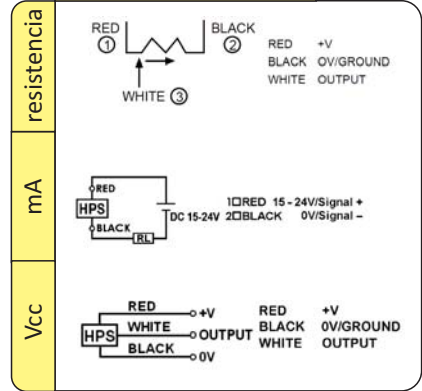 resistencia
RED BLACK
① ②
WHITE ③
RED +V
BLACK 0V/GROUND
WHITE OUTPUT
mA
RED
HPS
BLACK
RL
DC 15-24V
1□RED 15-24V/Signal +
2□BLACK 0V/Signal -
Vcc
HPS
RED +V
WHITE OUTPUT
BLACK 0V
RED +V
BLACK 0V/GROUND
WHITE OUTPUT